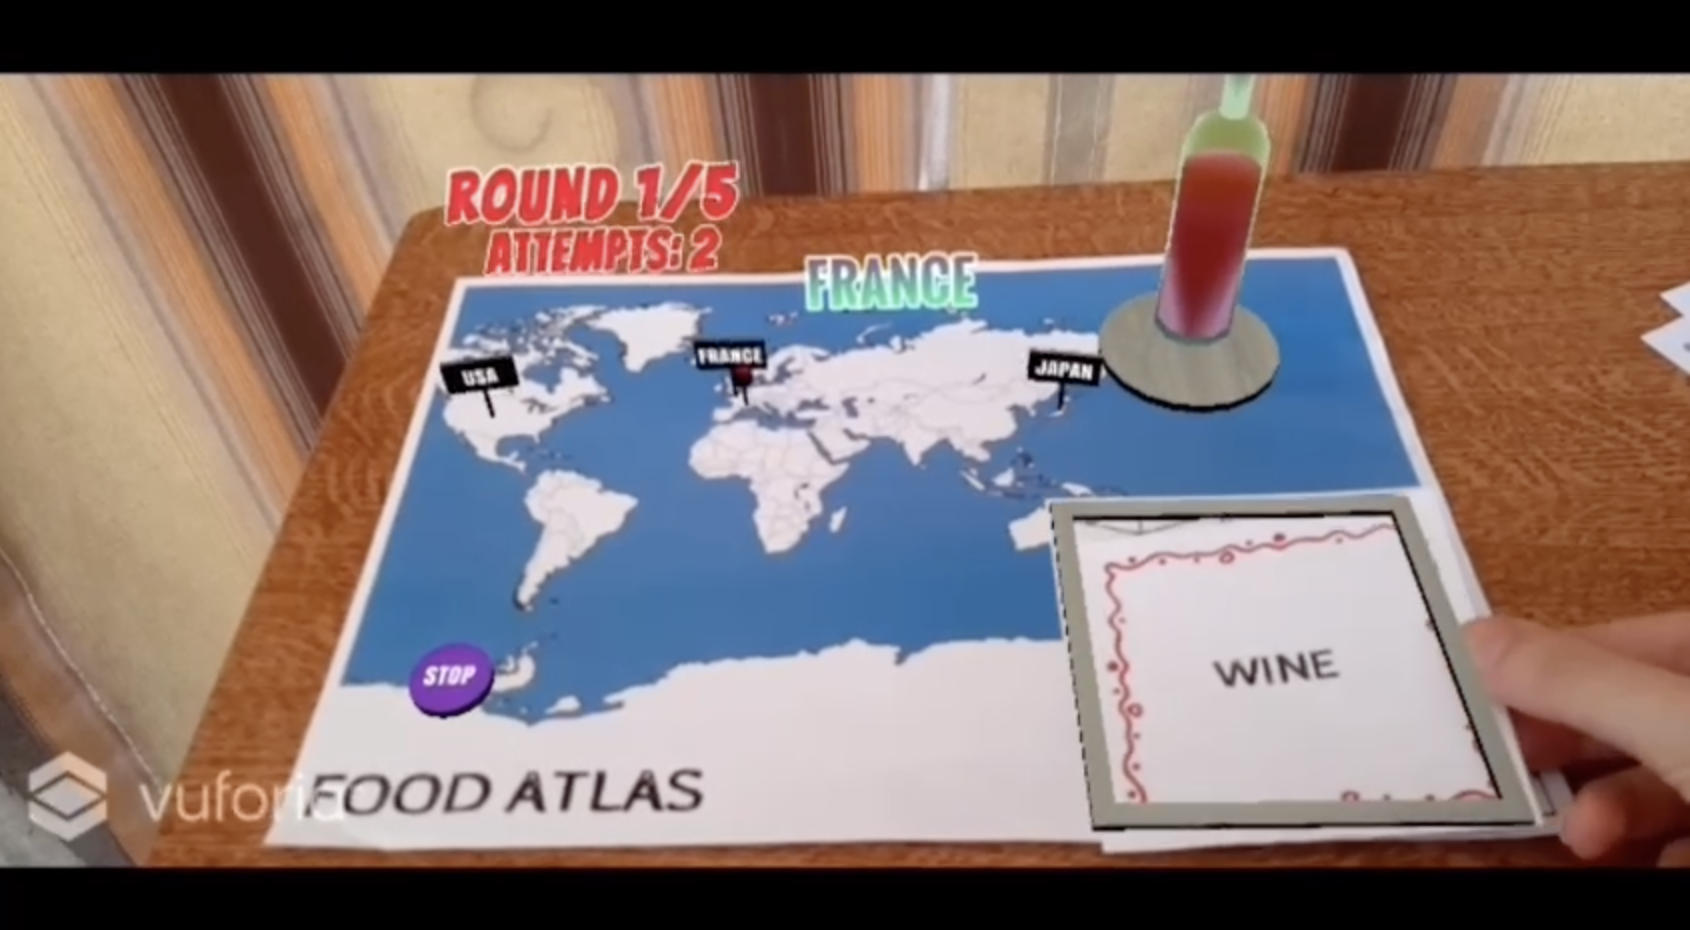 ROUND 1/5
ATTEMPTS: 2
FRANCE
USA
FRANCE
JAPAN
STOP
WINE
FOOD ATLAS
vuforia